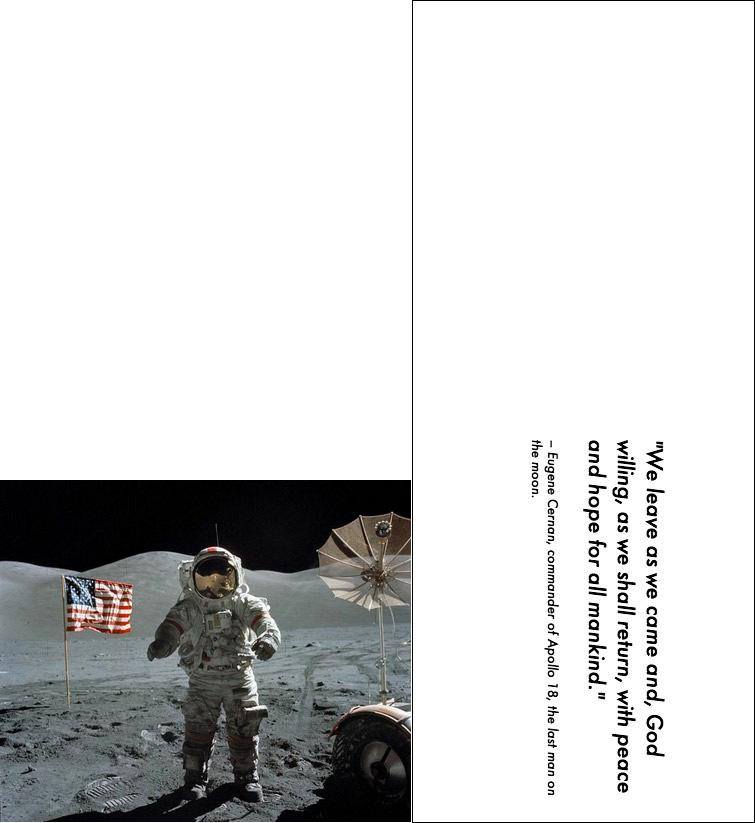 "We leave as we came and, God
willing, as we shall return, with peace
and hope for all mankind."
– Eugene Cernan, commander of Apollo 18, the last man on
the moon.